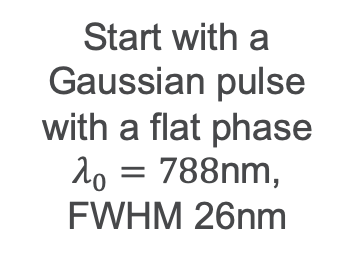 Start with a
Gaussian pulse
with a flat phase
λ₀ = 788nm,
FWHM 26nm